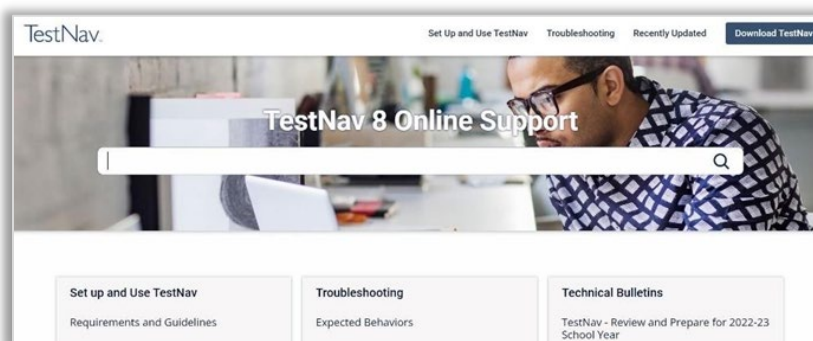 TestNav.
Set Up and Use TestNav Troubleshooting Recently Updated Download TestNav
TestNav 8 Online Support
Set up and Use TestNav
Requirements and Guidelines
Troubleshooting
Expected Behaviors
Technical Bulletins
TestNav - Review and Prepare for 2022-23
School Year